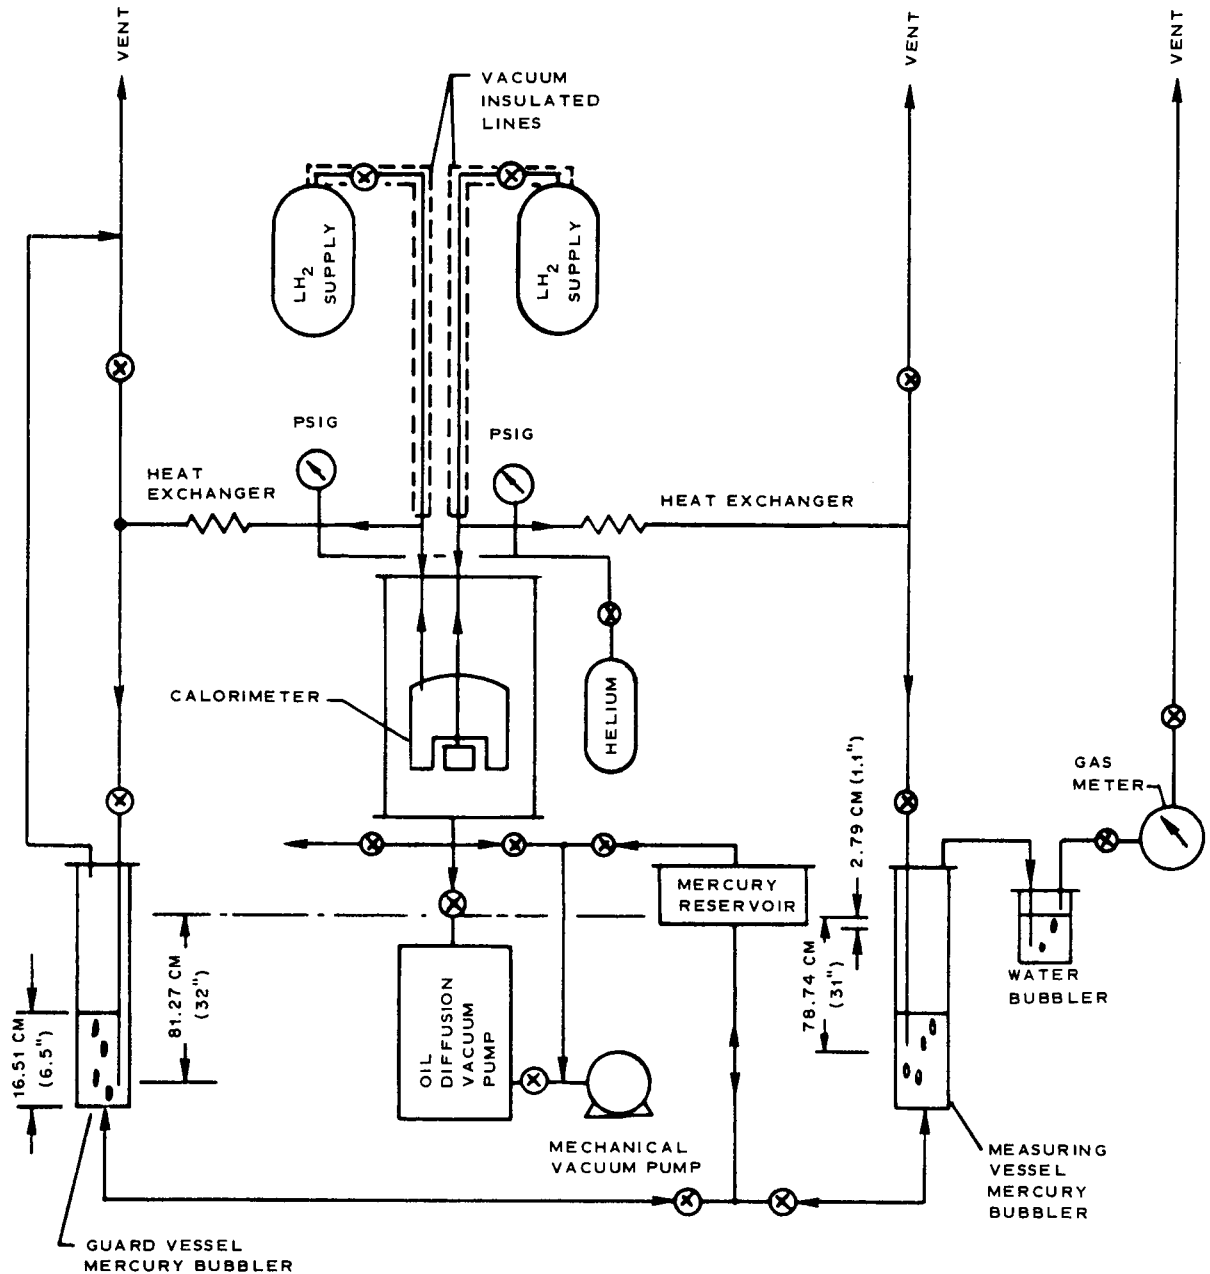 VENT
VENT
VENT
VACUUM
INSULATED
LINES
LH2
SUPPLY
LH2
SUPPLY
PSIG
PSIG
HEAT
EXCHANGER
HEAT EXCHANGER
CALORIMETER
HELIUM
2.79 CM (1.1")
GAS
METER
MERCURY
RESERVOIR
81.27 CM
(32")
78.74 CM
(31")
WATER
BUBBLER
16.51 CM
(6.5")
OIL
DIFFUSION
VACUUM
PUMP
MECHANICAL
VACUUM PUMP
MEASURING
VESSEL
MERCURY
BUBBLER
GUARD VESSEL
MERCURY BUBBLER